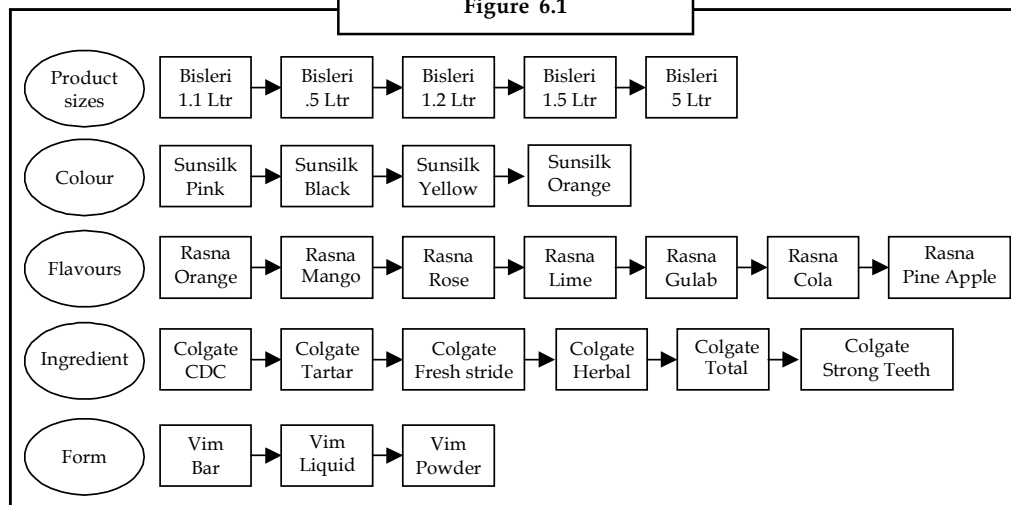 Figure 6.1
Product
sizes
Bisleri
1.1 Ltr
Bisleri
.5 Ltr
Bisleri
1.2 Ltr
Bisleri
1.5 Ltr
Bisleri
5 Ltr
Colour
Sunsilk
Pink
Sunsilk
Black
Sunsilk
Yellow
Sunsilk
Orange
Flavours
Rasna
Orange
Rasna
Mango
Rasna
Rose
Rasna
Lime
Rasna
Gulab
Rasna
Cola
Rasna
Pine Apple
Ingredient
Colgate
CDC
Colgate
Tartar
Colgate
Fresh stride
Colgate
Herbal
Colgate
Total
Colgate
Strong Teeth
Form
Vim
Bar
Vim
Liquid
Vim
Powder